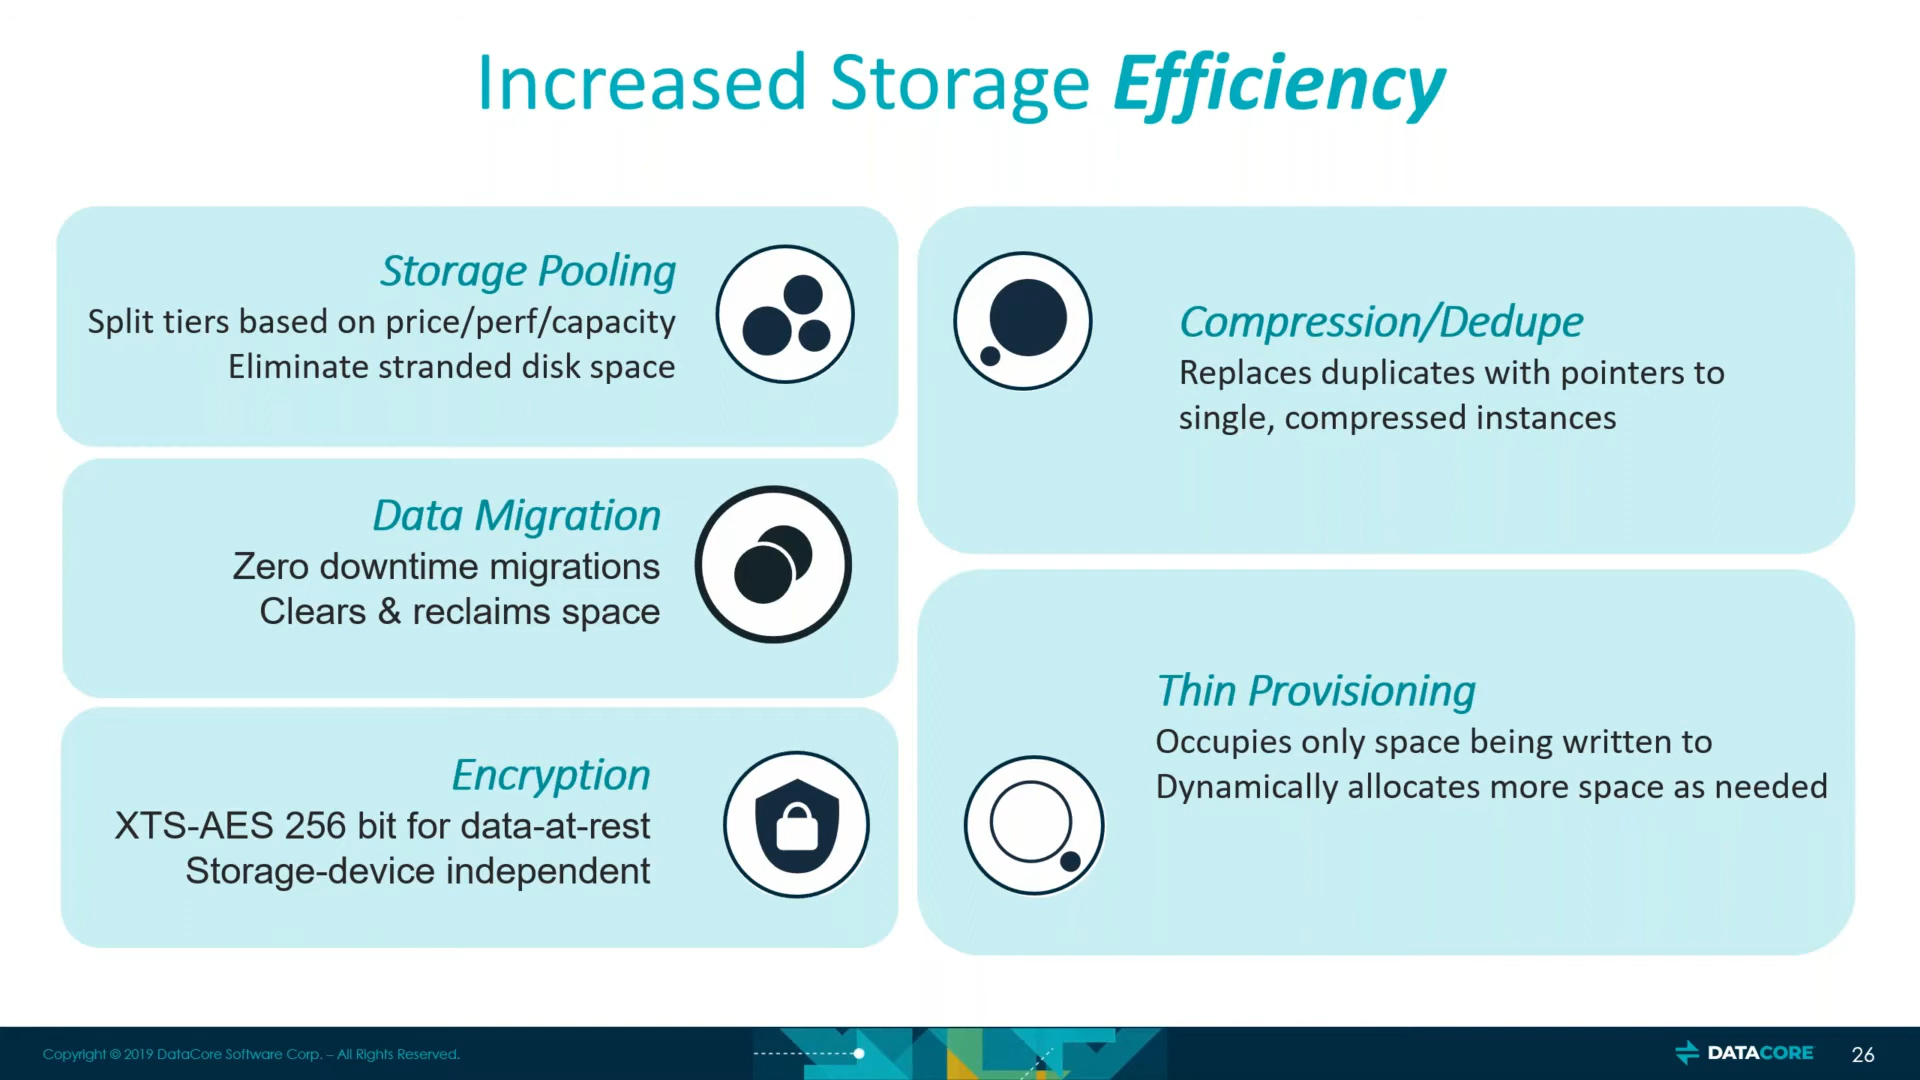 Increased Storage Efficiency
Storage Pooling
Split tiers based on price/perf/capacity
Eliminate stranded disk space
Data Migration
Zero downtime migrations
Clears & reclaims space
Encryption
XTS-AES 256 bit for data-at-rest
Storage-device independent
Compression/Dedupe
Replaces duplicates with pointers to
single, compressed instances
Thin Provisioning
Occupies only space being written to
Dynamically allocates more space as needed
Copyright © 2019 DataCore Software Corp. – All Rights Reserved.
DATACORE
26